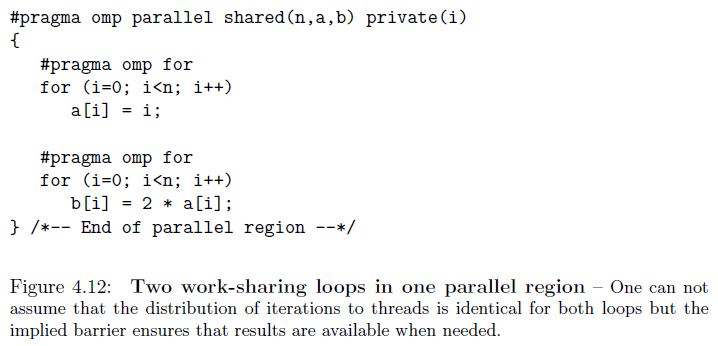 #pragma omp parallel shared(n,a,b) private(i)
{
#pragma omp for
for (i=0; i<n; i++)
a[i] = i;
#pragma omp for
for (i=0; i<n; i++)
b[i] = 2 * a[i];
} /*-- End of parallel region --*/
Figure 4.12: Two work-sharing loops in one parallel region – One can not
assume that the distribution of iterations to threads is identical for both loops but the
implied barrier ensures that results are available when needed.